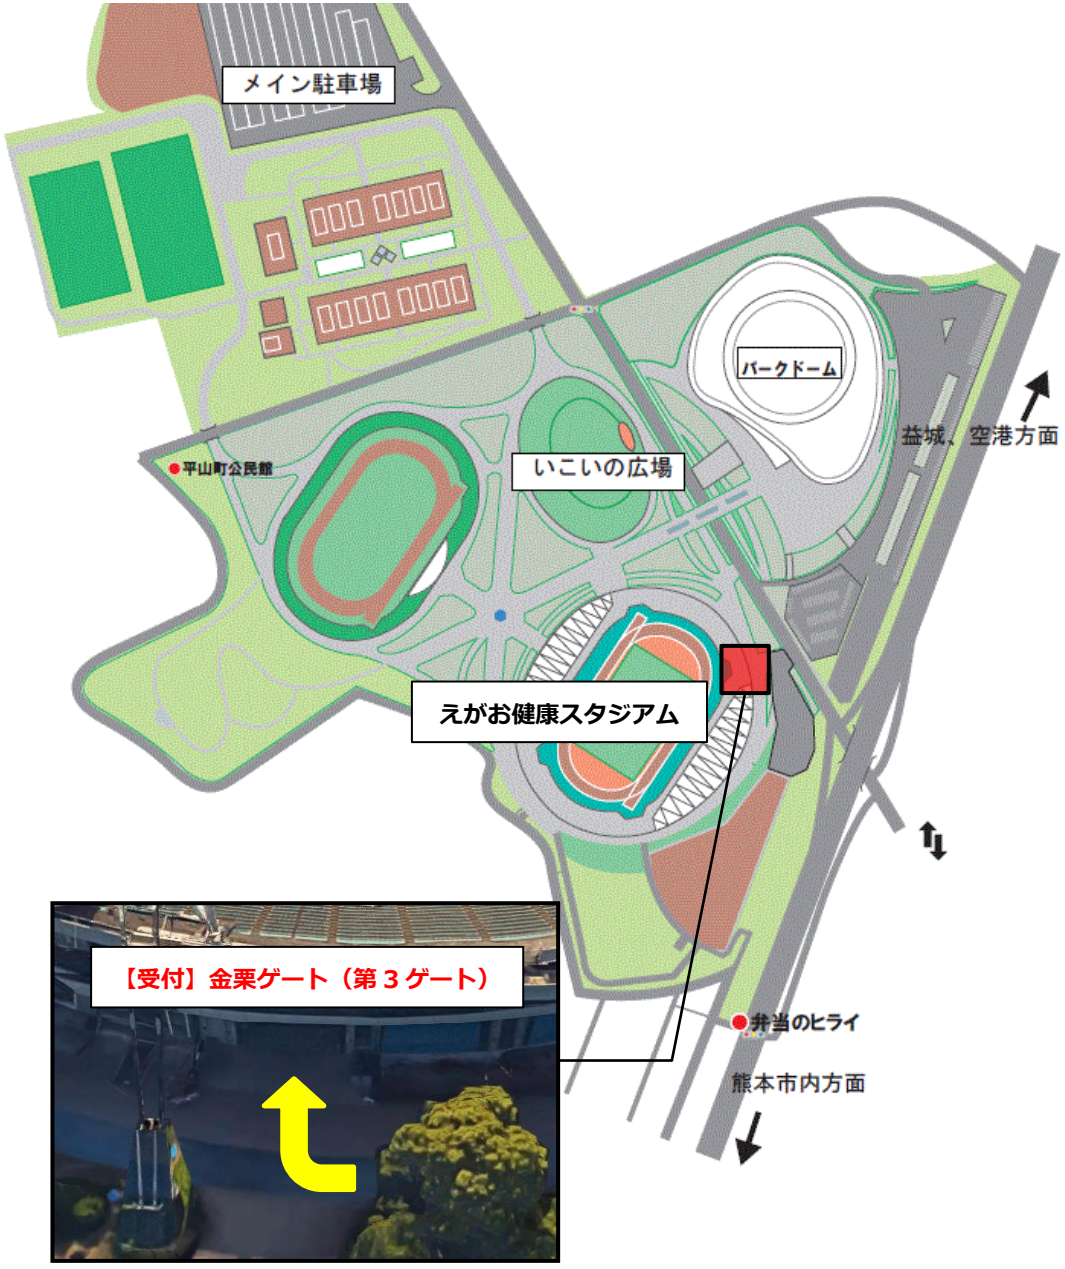 メイン駐車場
パークドーム
益城、空港方面
平山町公民館
いこいの広場
えがお健康スタジアム
【受付】金栗ゲート（第3ゲート）
弁当のヒライ
熊本市内方面